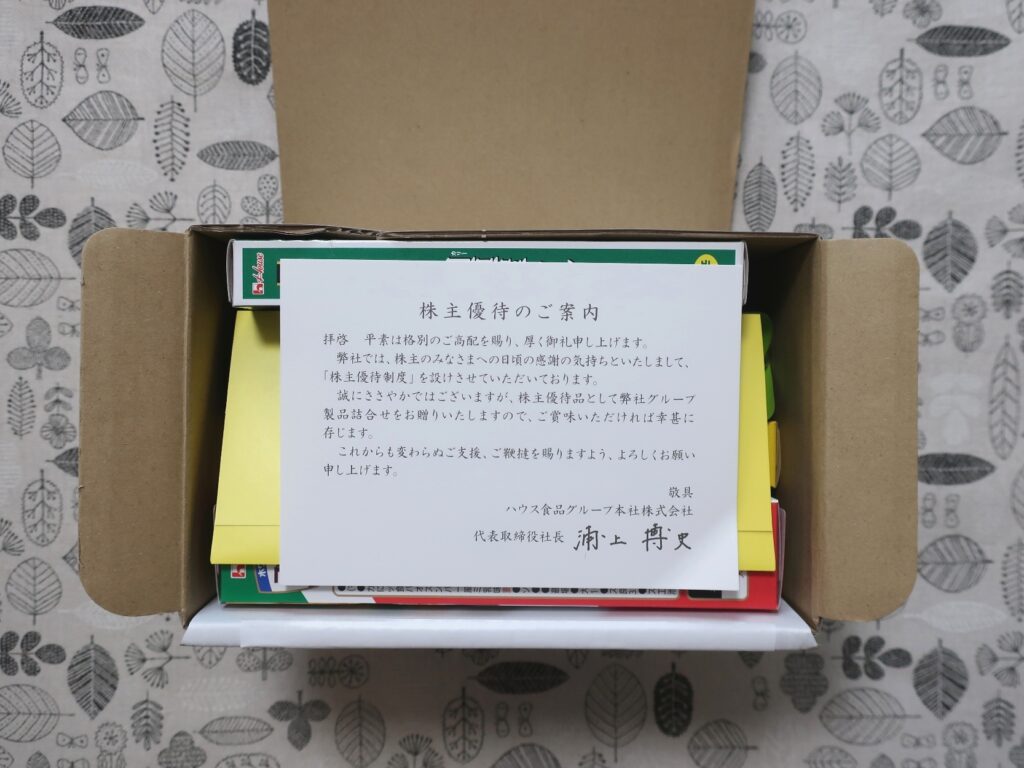 株主優待のご案内
拝啓　平素は格別のご高配を賜り、厚く御礼申し上げます。
弊社では、株主のみなさまへの日頃の感謝の気持ちといたしまして、
「株主優待制度」を設けさせていただいております。
誠にささやかではございますが、株主優待品として弊社グループ
製品詰合せをお贈りいたしますので、ご賞味いただければ幸甚に
存じます。
これからも変わらぬご支援、ご鞭撻を賜りますよう、よろしくお願い
申し上げます。
敬具
ハウス食品グループ本社株式会社
代表取締役社長　浦上 博史